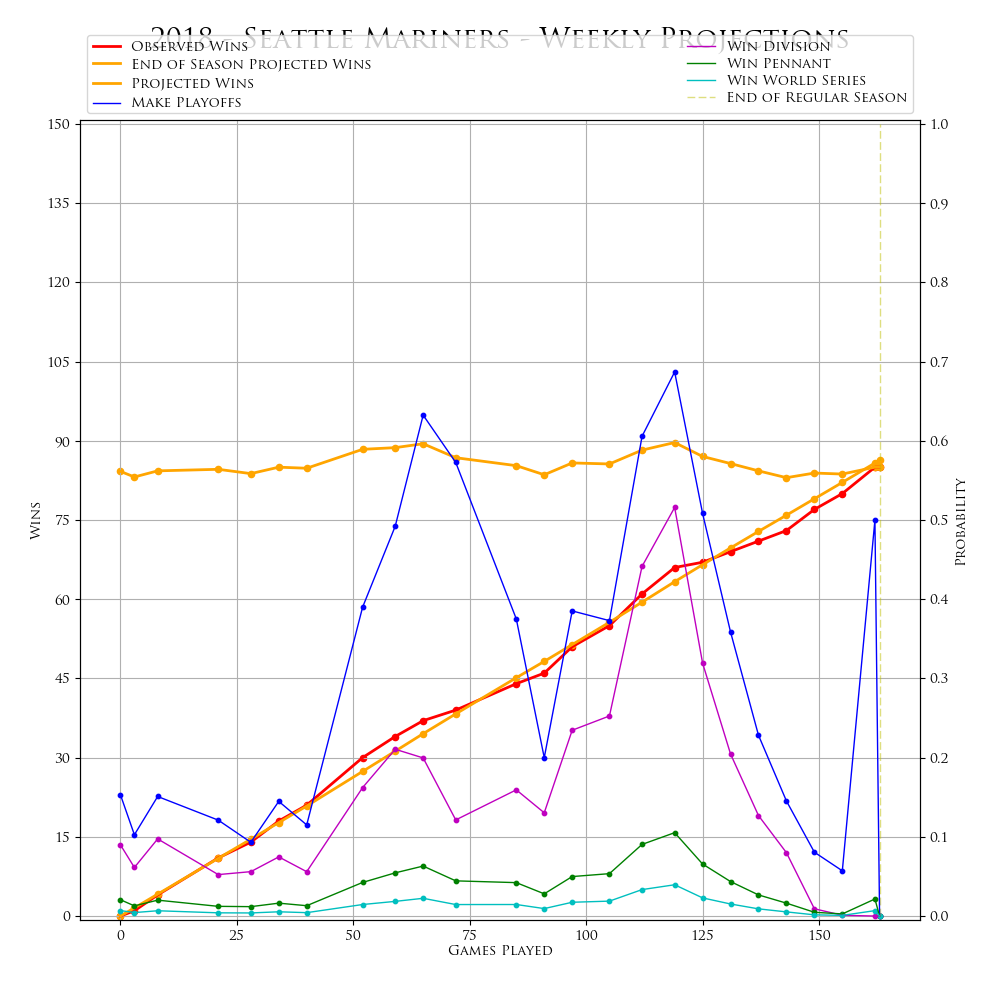 2018 - Seattle Mariners - Weekly Projections
Observed Wins
End of Season Projected Wins
Projected Wins
Make Playoffs
Win Division
Win Pennant
Win World Series
End of Regular Season
150
135
120
105
90
75
60
45
30
15
0
Wins
1.0
0.9
0.8
0.7
0.6
0.5
0.4
0.3
0.2
0.1
0.0
Probability
0 25 50 75 100 125 150
Games Played